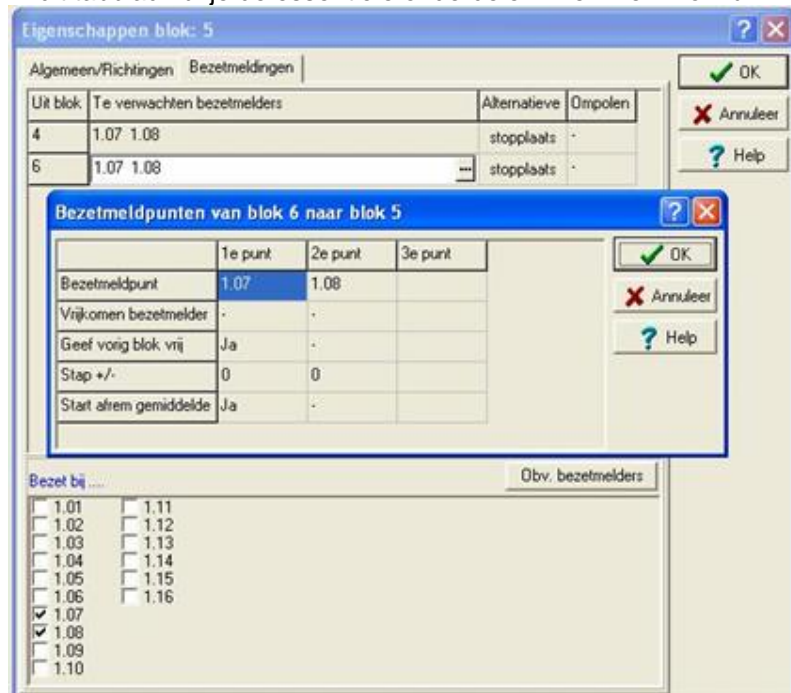 Eigenschappen blok: 5
Algemeen/Richtingen Bezetmeldingen
OK
Annuleer
Help
Uit blok Te verwachten bezetmelders Alternatieve Ompolen
4 1.07 1.08 stopplaats -
6 1.07 1.08 ... stopplaats -
Bezetmeldpunten van blok 6 naar blok 5
1e punt 2e punt 3e punt
Bezetmeldpunt 1.07 1.08
Vrijkomen bezetmelder - -
Geef vorig blok vrij Ja -
Stap +/- 0 0
Start afrem gemiddelde Ja -
OK
Annuleer
Help
Bezet bij .... Obv. bezetmelders
1.01 1.11
1.02 1.12
1.03 1.13
1.04 1.14
1.05 1.15
1.06 1.16
1.07
1.08
1.09
1.10